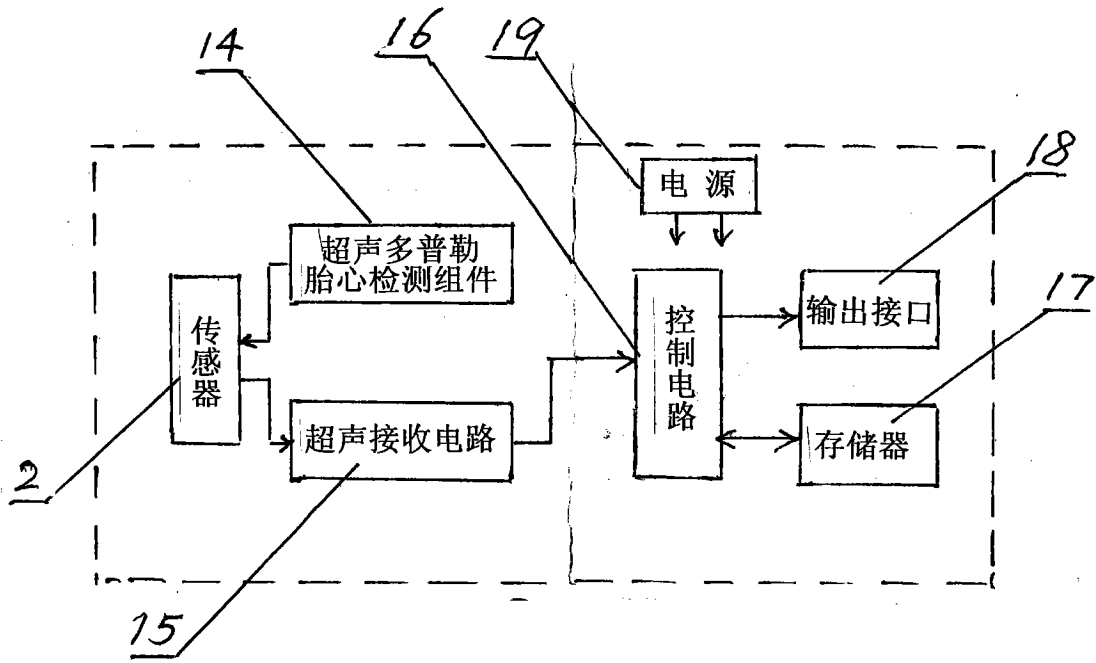 14
16
19
18
电 源
超声多普勒
胎心检测组件
17
输出接口
传感器
控制电路
超声接收电路
存储器
2
15